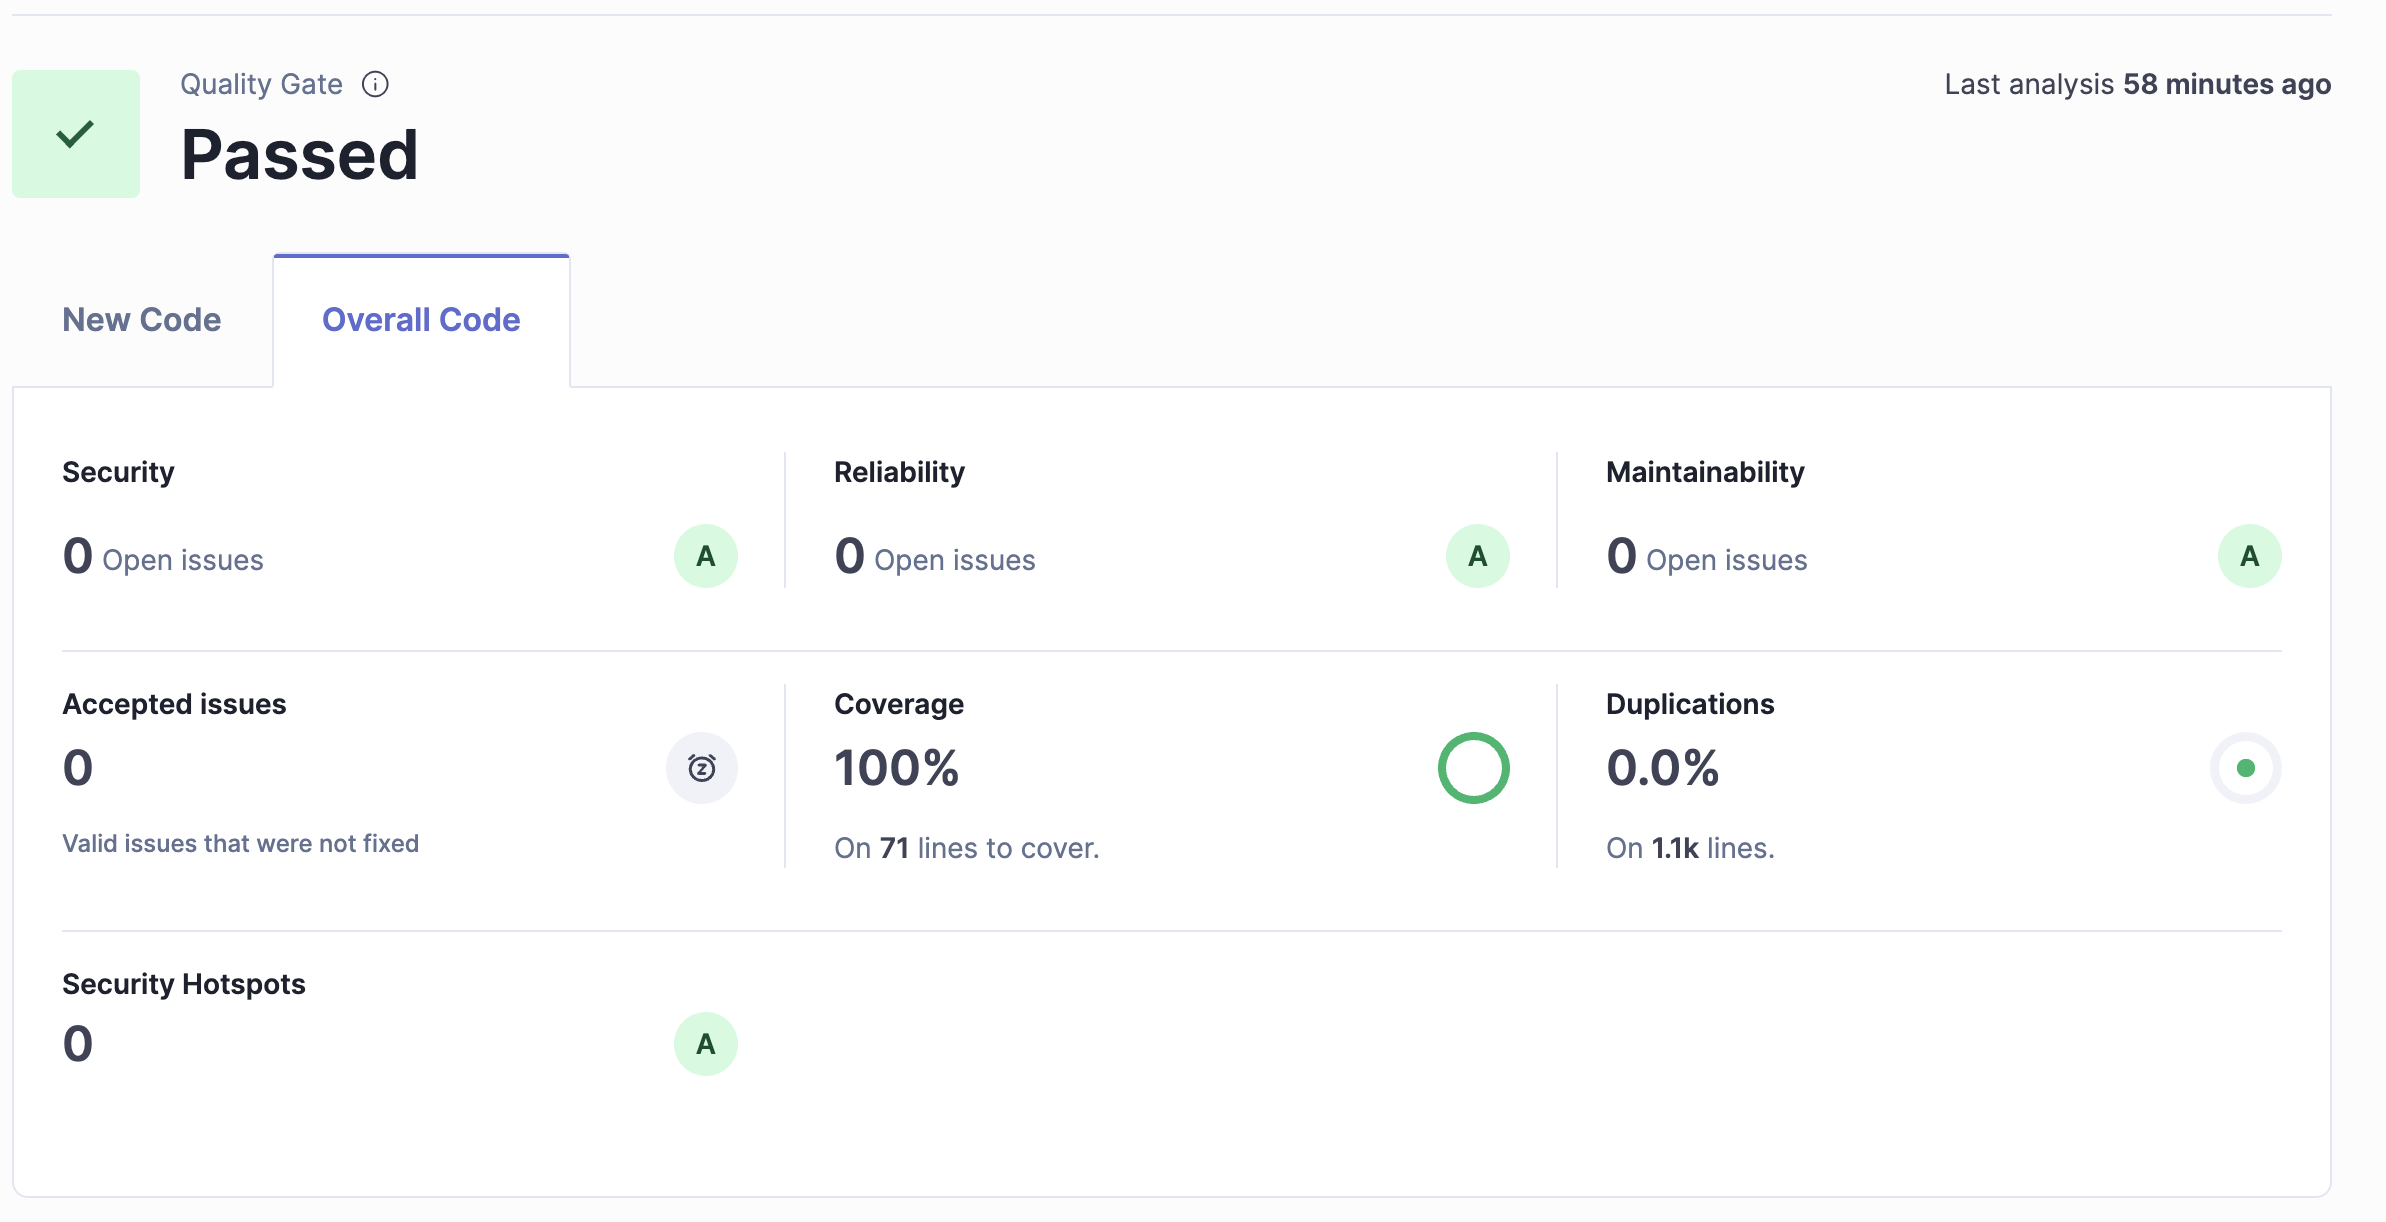 Quality Gate
Last analysis 58 minutes ago
Passed
New Code
Overall Code
Security
Reliability
Maintainability
0 Open issues
A
0 Open issues
A
0 Open issues
A
Accepted issues
Coverage
Duplications
0
100%
0.0%
Valid issues that were not fixed
On 71 lines to cover.
On 1.1k lines.
Security Hotspots
0
A